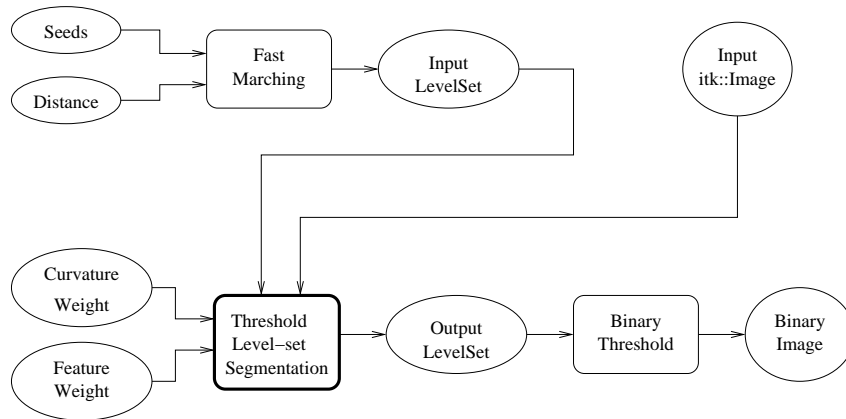 Seeds
Distance
Fast
Marching
Input
LevelSet
Input
itk::Image
Curvature
Weight
Feature
Weight
Threshold
Level−set
Segmentation
Output
LevelSet
Binary
Threshold
Binary
Image